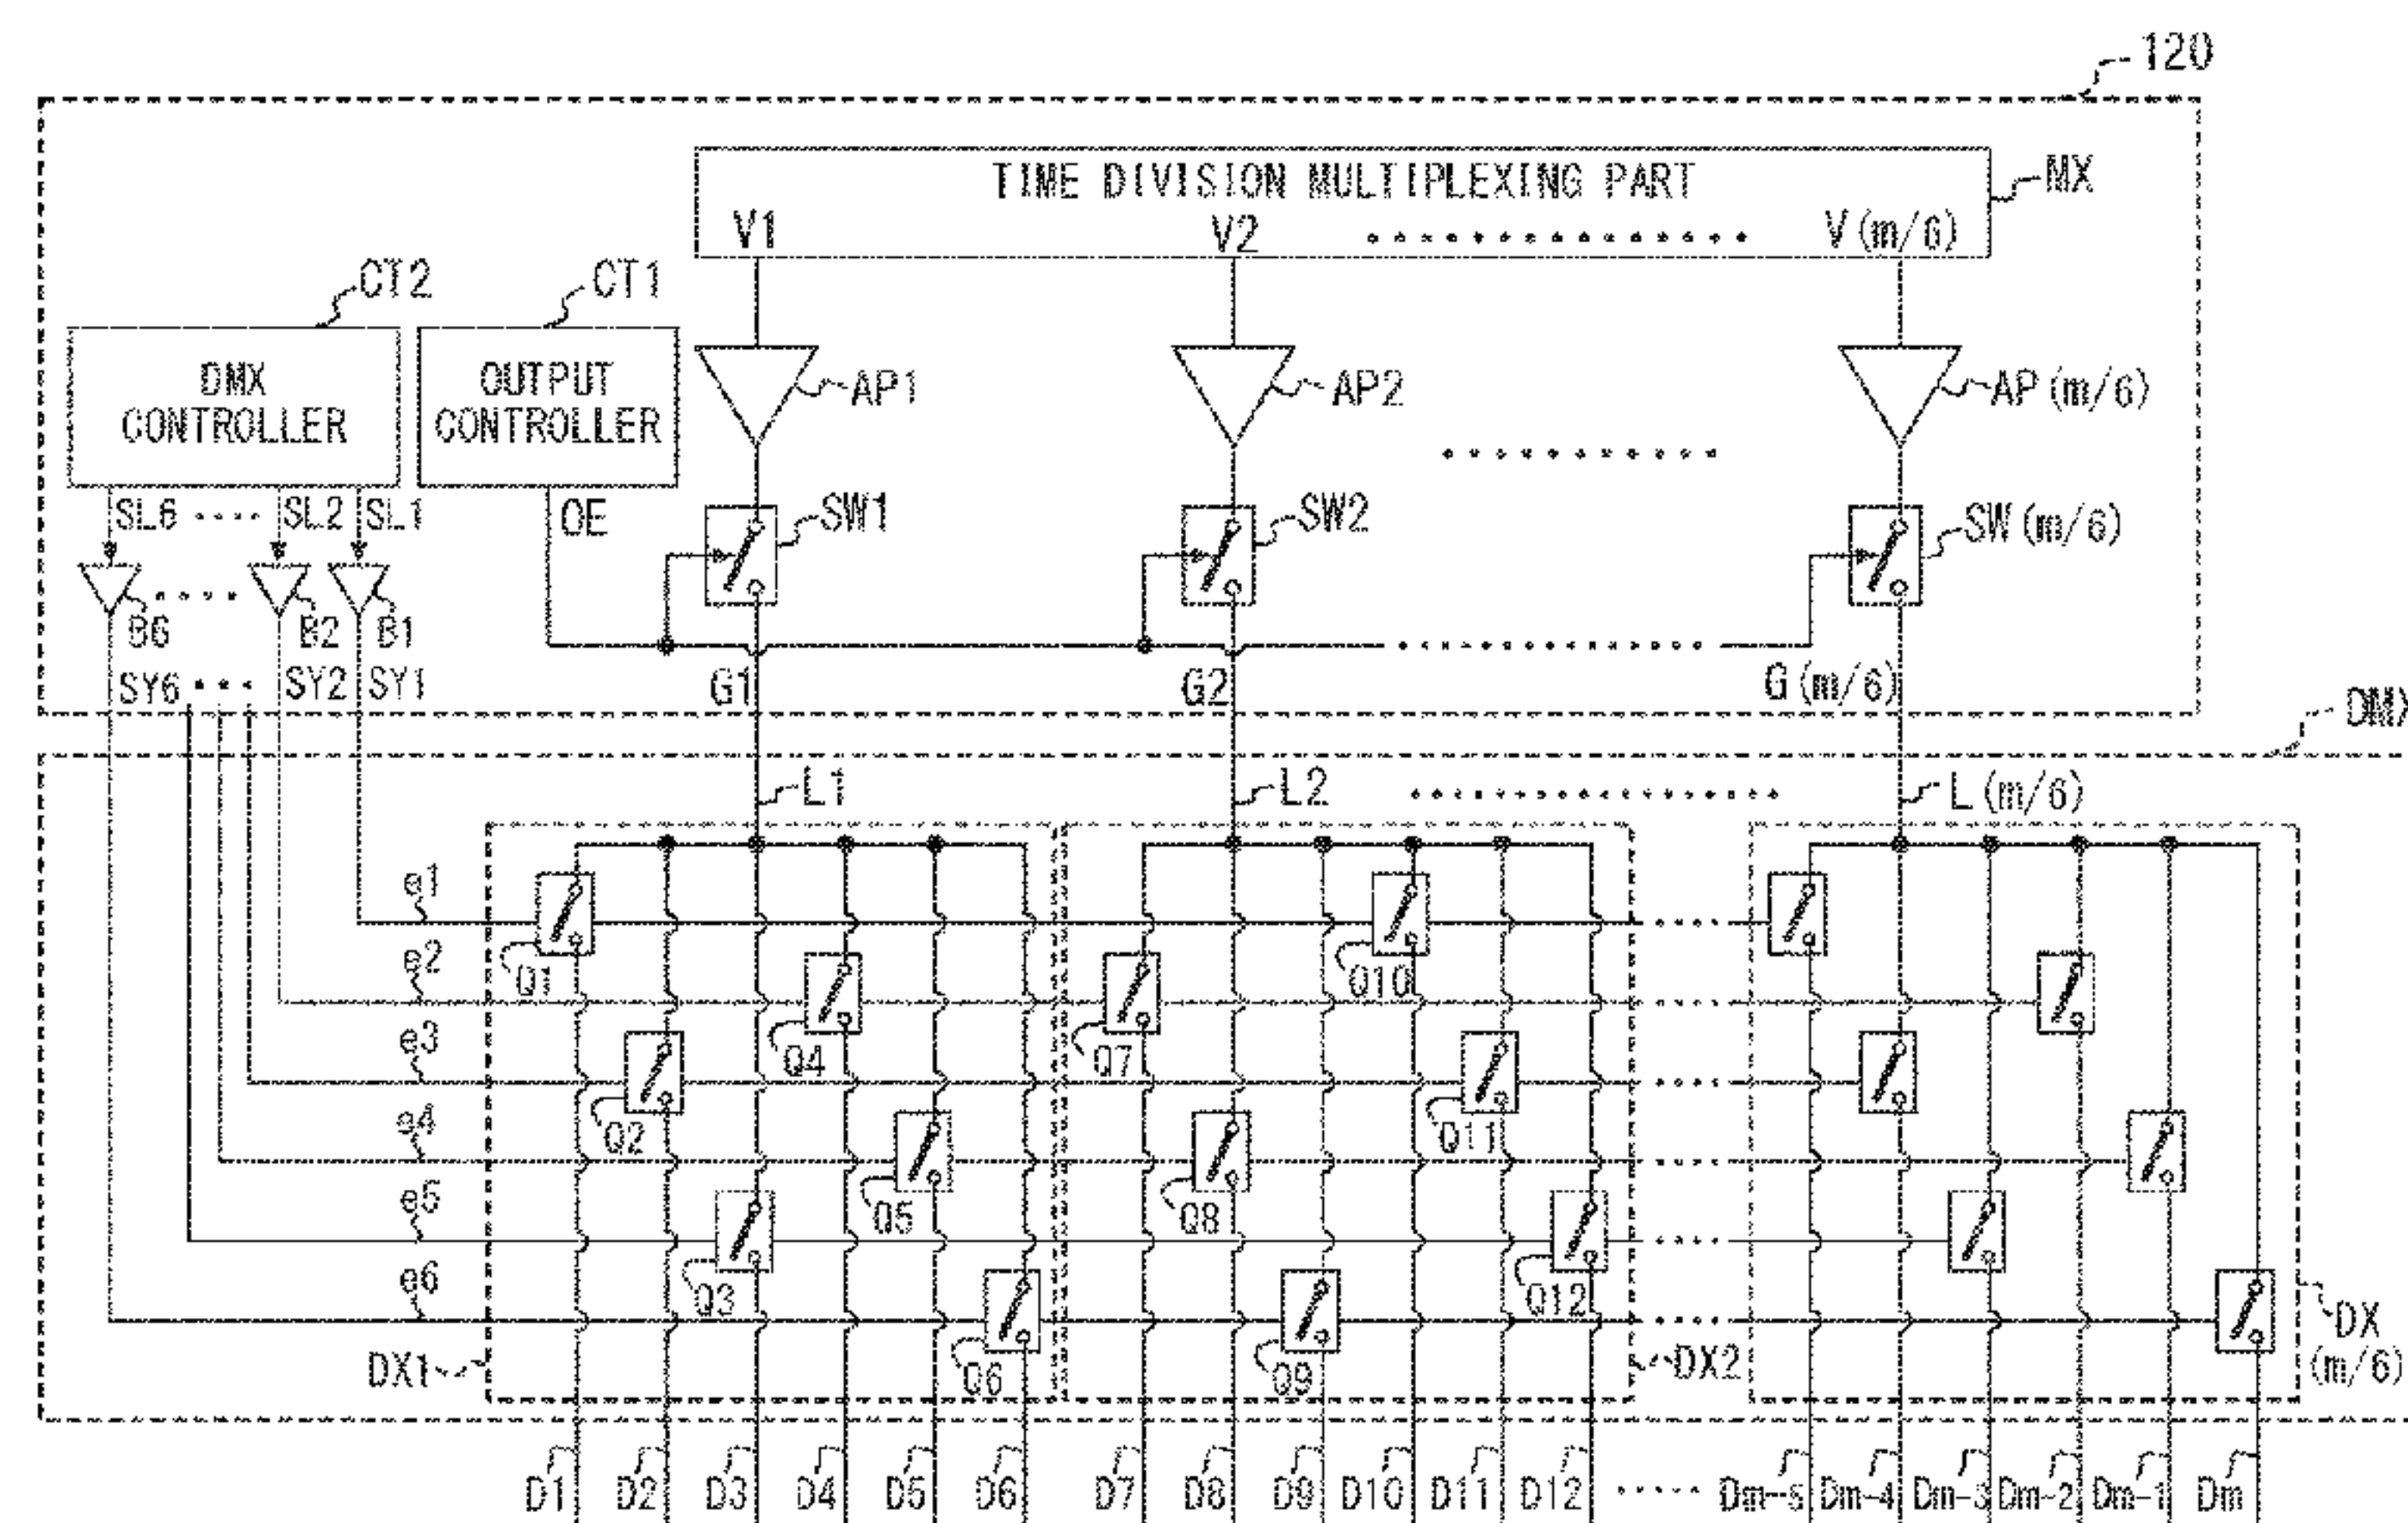 120
TIME DIVISION MULTIPLEXING PART
MX
V1
V2
V(m/6)
CT2
CT1
DMX
CONTROLLER
OUTPUT
CONTROLLER
AP1
AP2
AP(m/6)
SL6
SL2
SL1
OE
SW1
SW2
SW(m/6)
B6
B2
B1
SY6
SY2
SY1
G1
G2
G(m/6)
L1
L2
L(m/6)
e1
Q1
Q10
e2
Q4
Q7
e3
Q2
Q11
e4
Q5
Q8
e5
Q3
Q12
e6
Q6
Q9
DX1
DX2
DX
(m/6)
D1
D2
D3
D4
D5
D6
D7
D8
D9
D10
D11
D12
Dm-4
Dm-3
Dm-2
Dm-1
Dm